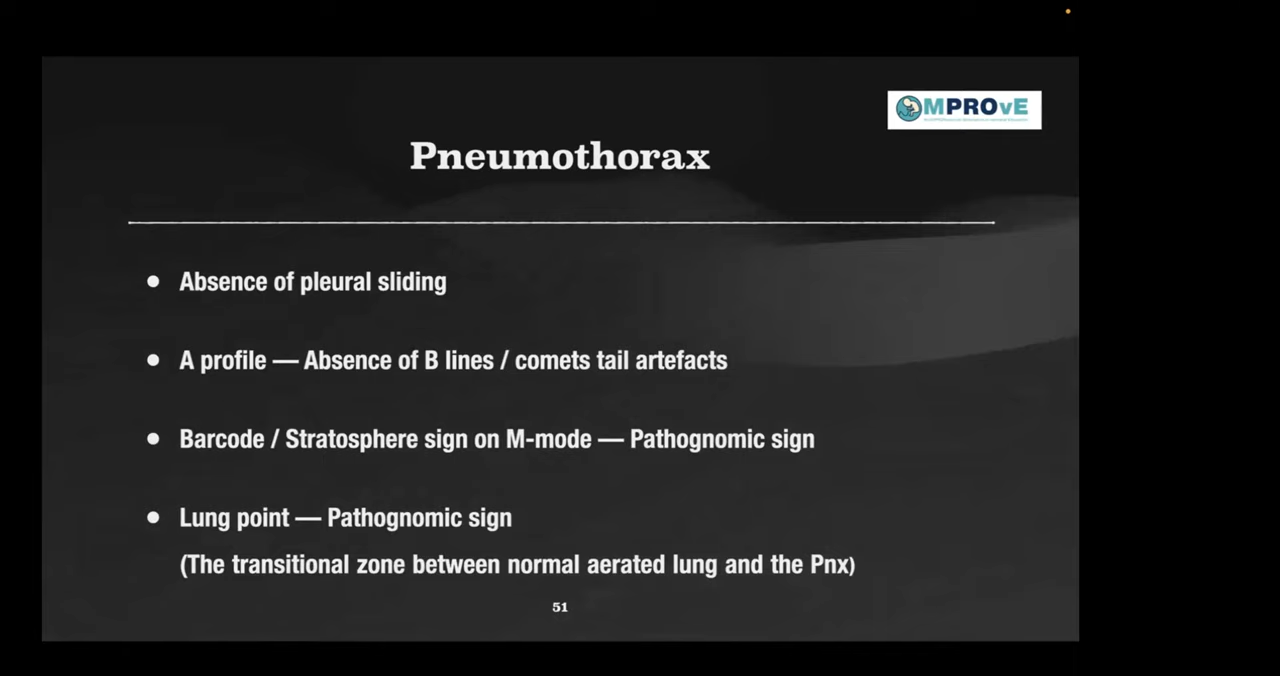 MPROvE
Pneumothorax
• Absence of pleural sliding
• A profile — Absence of B lines / comets tail artefacts
• Barcode / Stratosphere sign on M-mode — Pathognomic sign
• Lung point — Pathognomic sign
(The transitional zone between normal aerated lung and the Pnx)
51